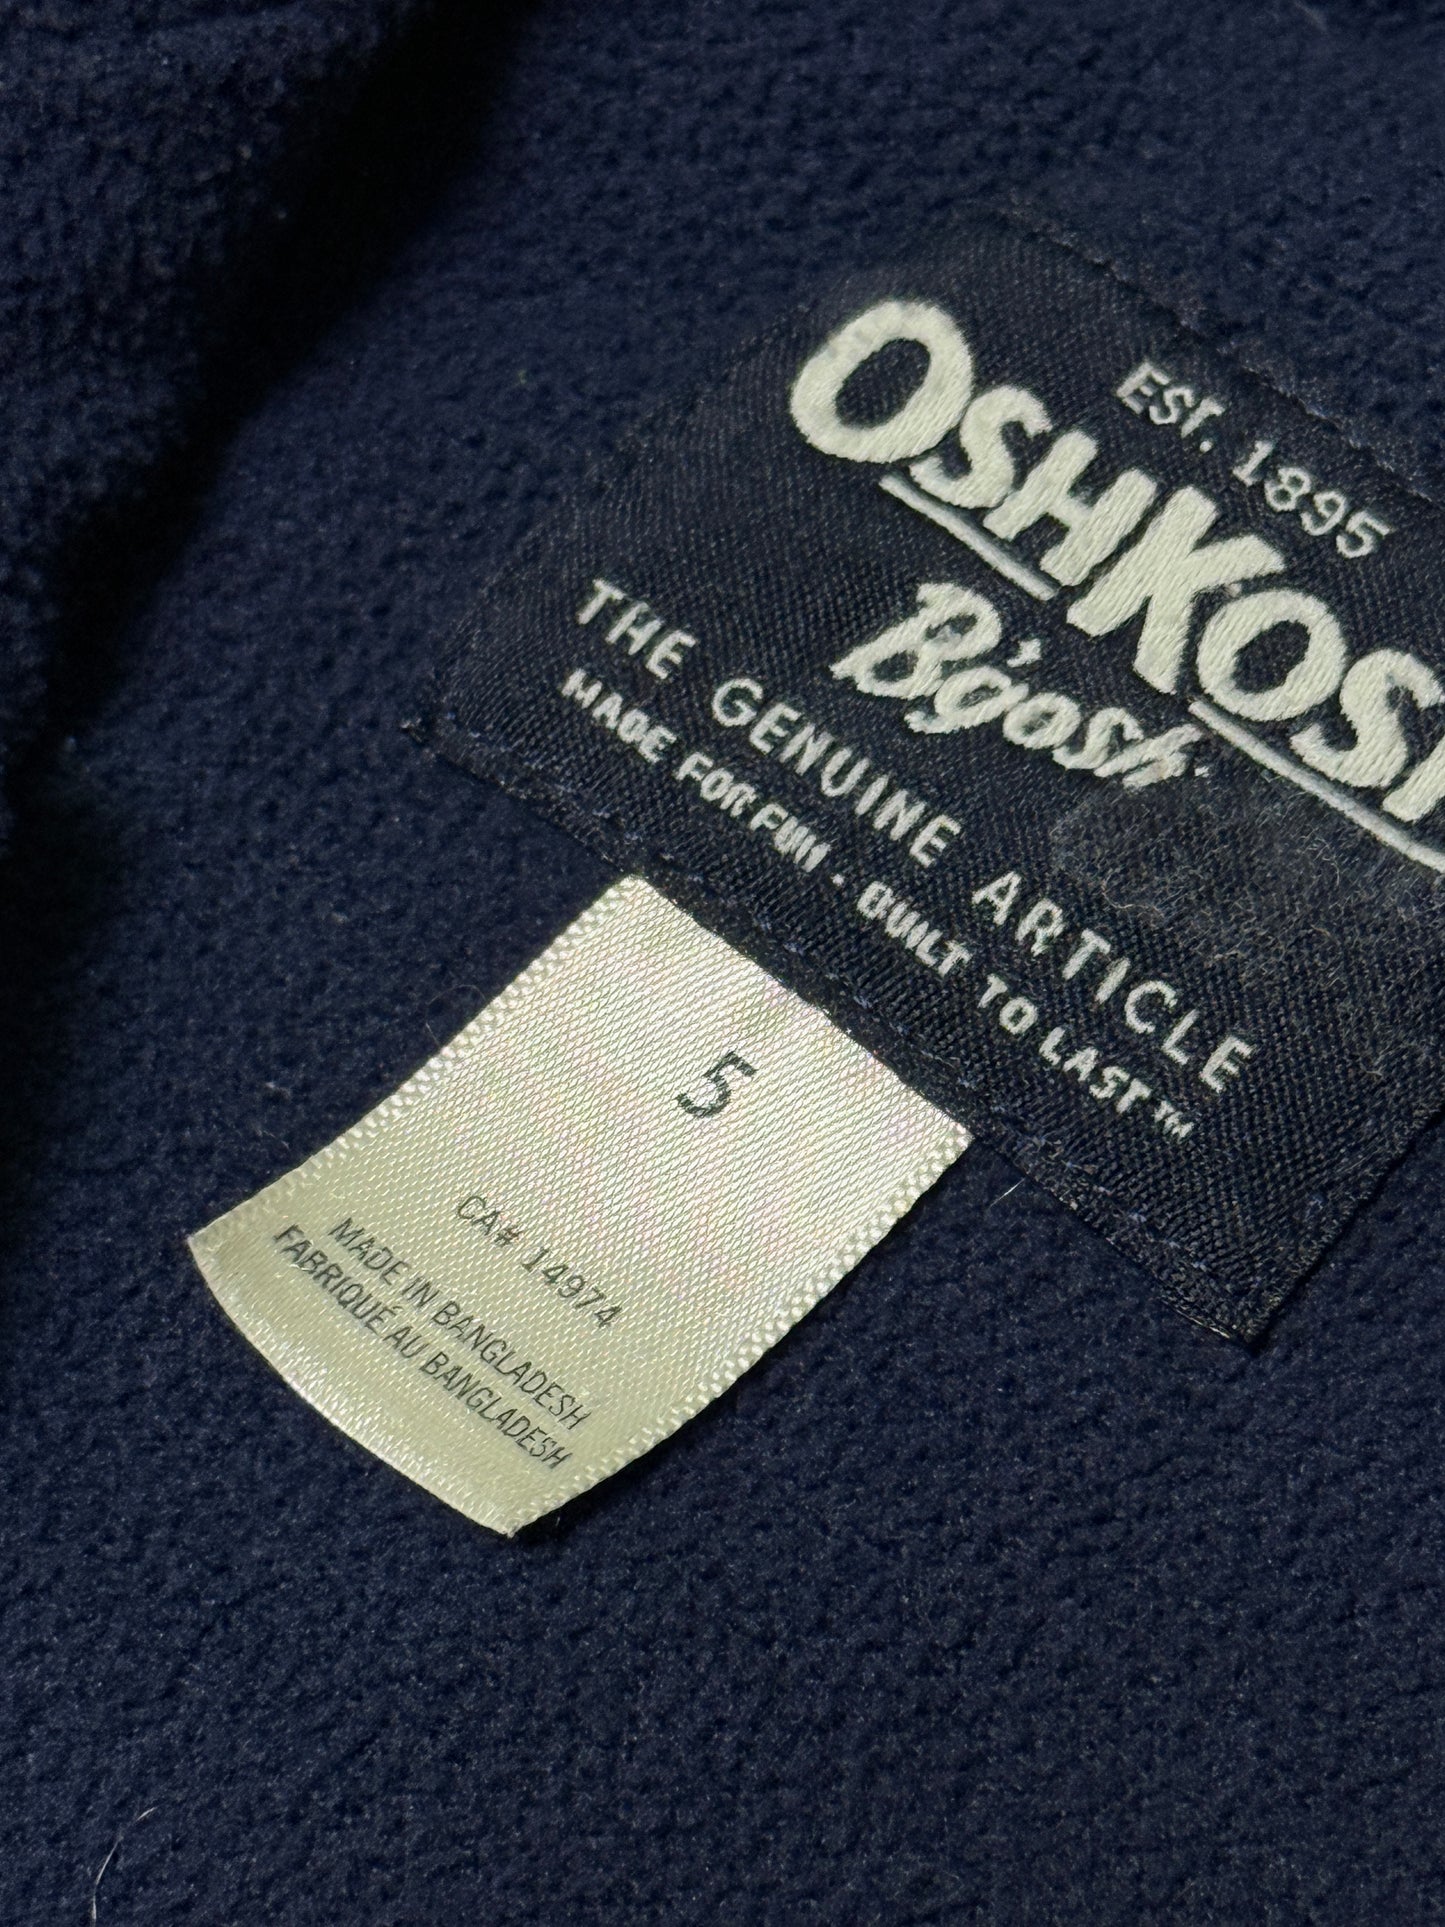 EST. 1895
OSHKOSH
B'gosh
THE GENUINE ARTICLE
MADE FOR FUN · BUILT TO LAST™
5
CA# 14974
MADE IN BANGLADESH
FABRIQUÉ AU BANGLADESH